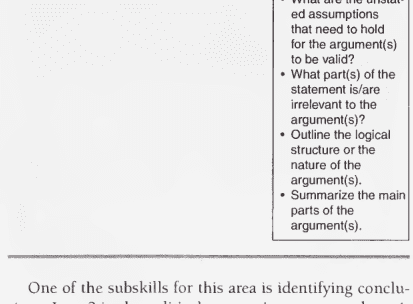 • What are the unstat-
ed assumptions
that need to hold
for the argument(s)
to be valid?
• What part(s) of the
statement is/are
irrelevant to the
argument(s)?
• Outline the logical
structure or the
nature of the
argument(s).
• Summarize the main
parts of the
argument(s).
One of the subskills for this area is identifying conclu-